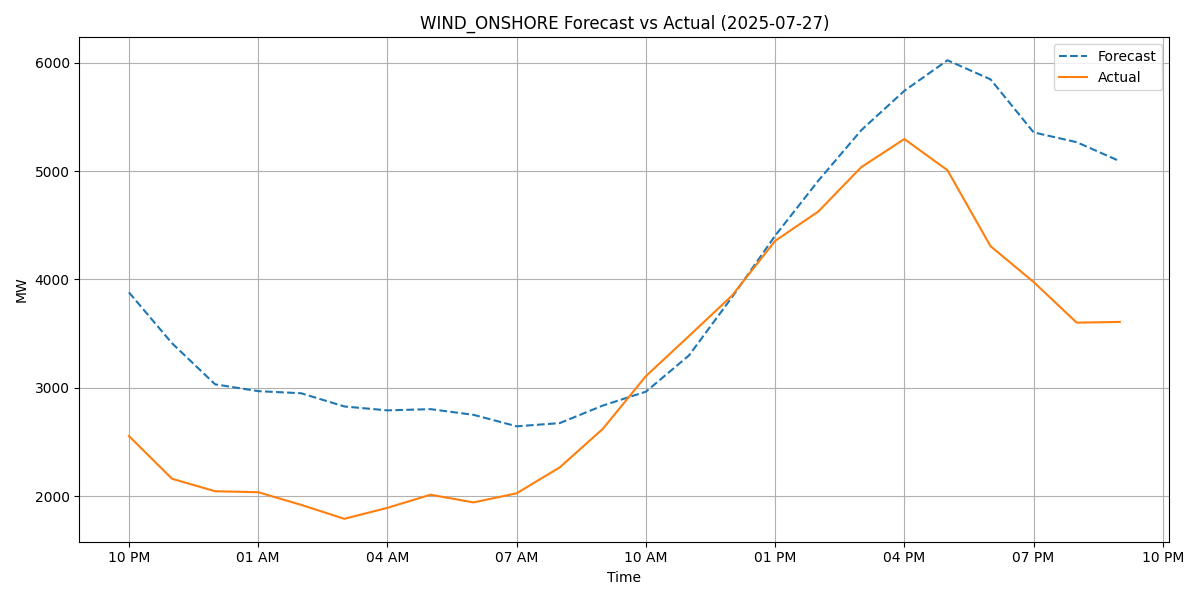 WIND_ONSHORE Forecast vs Actual (2025-07-27)
Forecast
Actual
6000
5000
4000
3000
2000
MW
10 PM 01 AM 04 AM 07 AM 10 AM 01 PM 04 PM 07 PM 10 PM
Time